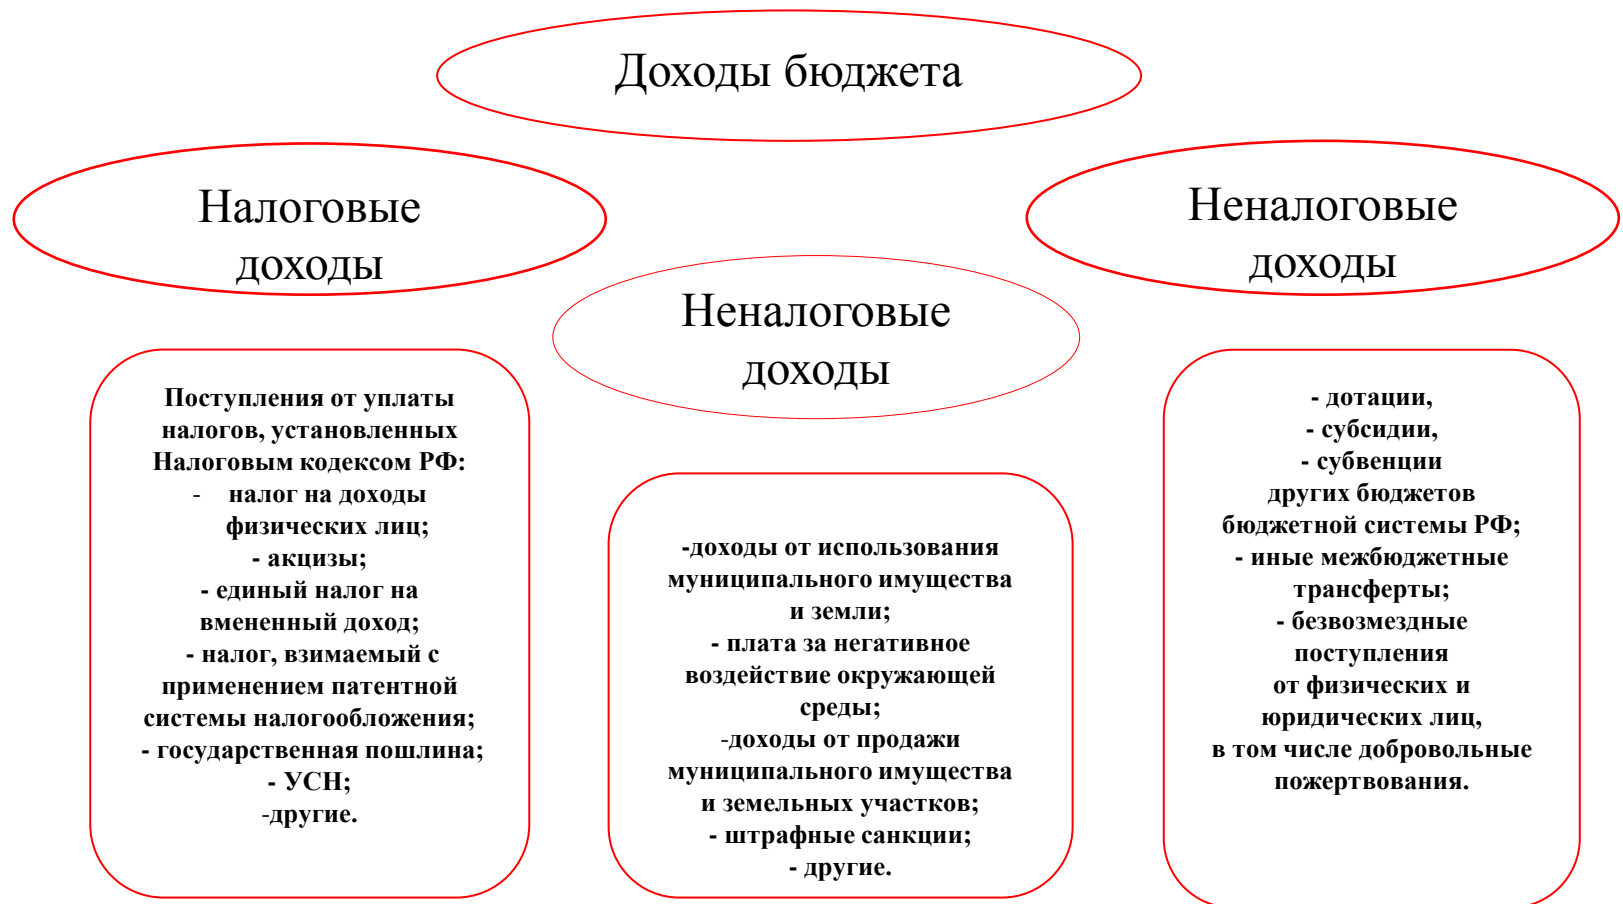 Доходы бюджета
Налоговые
доходы
Неналоговые
доходы
Неналоговые
доходы
Поступления от уплаты
налогов, установленных
Налоговым кодексом РФ:
- налог на доходы
физических лиц;
- акцизы;
- единый налог на
вмененный доход;
- налог, взимаемый с
применением патентной
системы налогообложения;
- государственная пошлина;
- УСН;
-другие.
-доходы от использования
муниципального имущества
и земли;
- плата за негативное
воздействие окружающей
среды;
-доходы от продажи
муниципального имущества
и земельных участков;
- штрафные санкции;
- другие.
- дотации,
- субсидии,
- субвенции
других бюджетов
бюджетной системы РФ;
- иные межбюджетные
трансферты;
- безвозмездные
поступления
от физических и
юридических лиц,
в том числе добровольные
пожертвования.